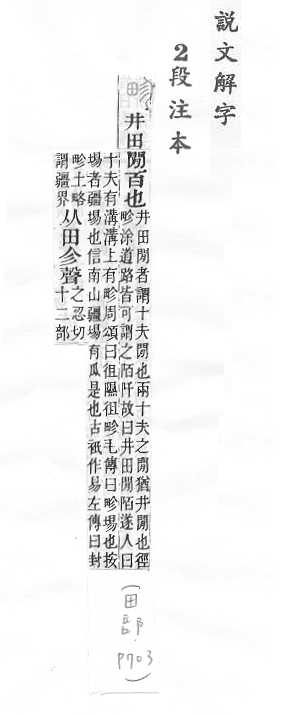 說文解字
2段注本
畛 井田閒百也
井田閒者謂十夫閒也兩十夫之閒猶井閒也徑
畛涂道路皆可謂之陌阡故曰井田閒陌遂人曰
十夫有溝溝上有畛周頌曰徂隰徂畛毛傳曰畛埸也按
埸者疆埸也信南山疆埸有瓜是也古衹作易左傳曰封
畛土略
謂疆界
从田㐱聲
之忍切
十二部
(田部 P703)